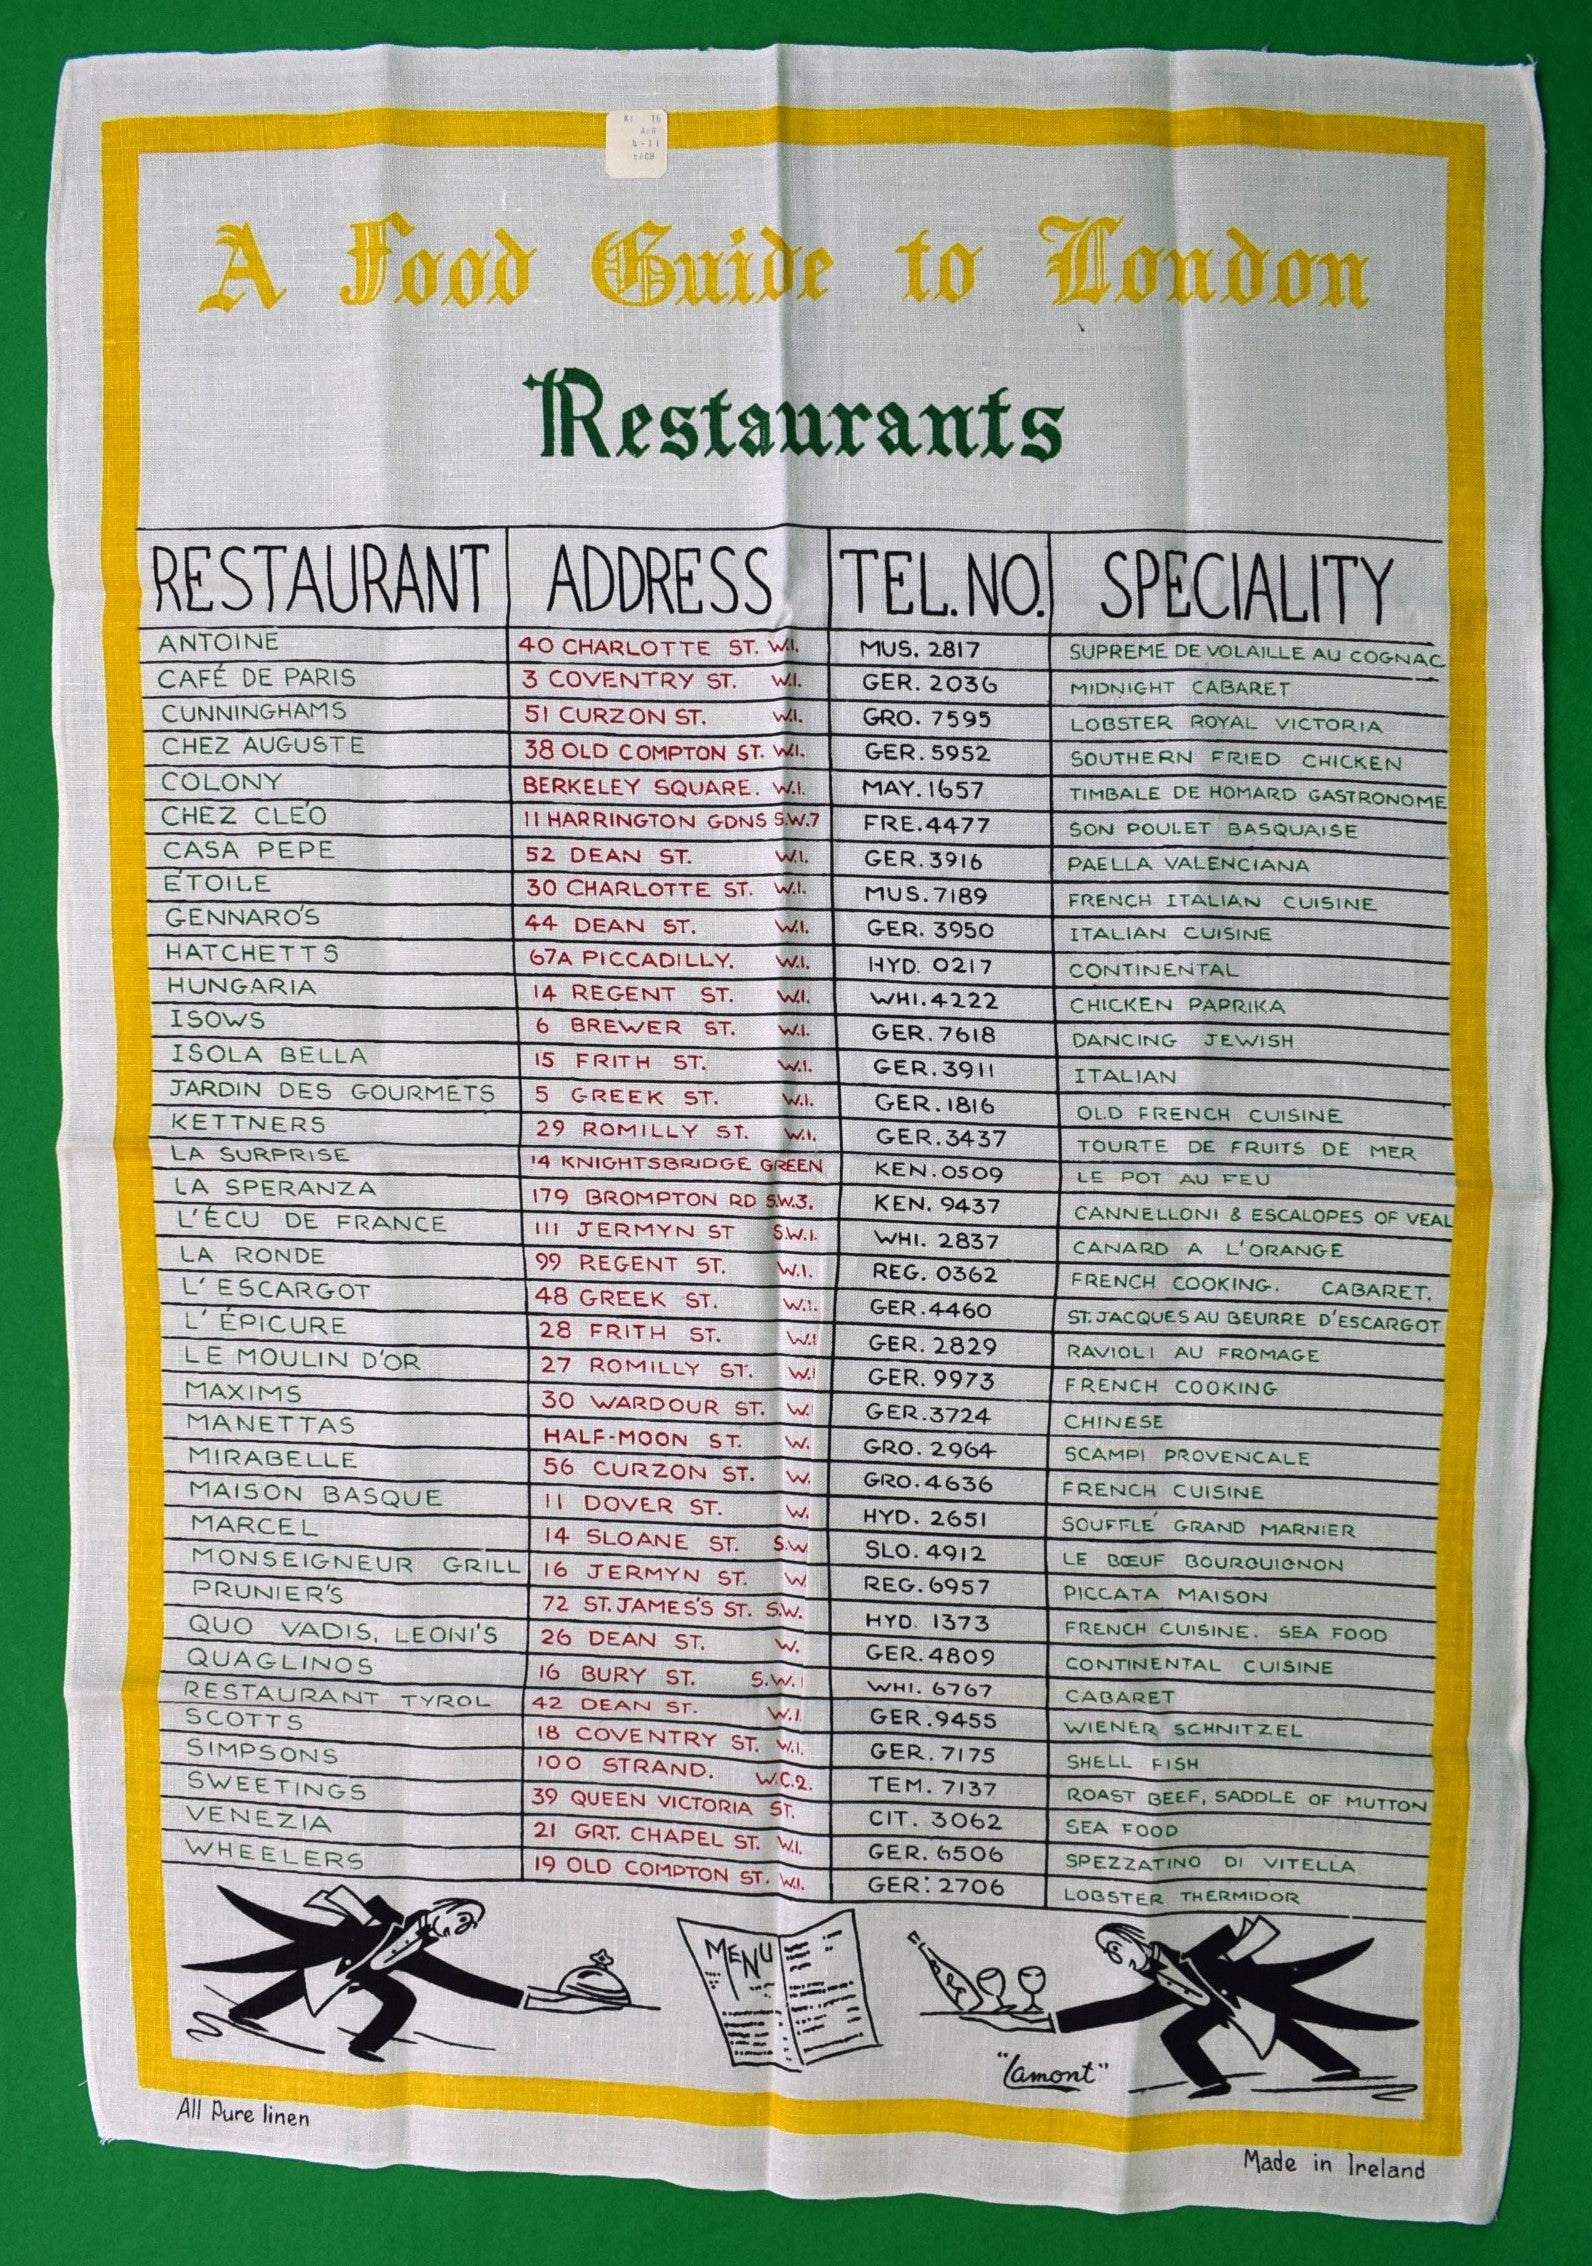 KI 16
4-11
EACH
A Food Guide to London
Restaurants
RESTAURANT ADDRESS TEL. NO. SPECIALITY
ANTOINE 40 CHARLOTTE ST. W.1. MUS. 2817 SUPREME DE VOLAILLE AU COGNAC
CAFÉ DE PARIS 3 COVENTRY ST. W.1. GER. 2036 MIDNIGHT CABARET
CUNNINGHAMS 51 CURZON ST. W.1. GRO. 7595 LOBSTER ROYAL VICTORIA
CHEZ AUGUSTE 38 OLD COMPTON ST. W.1. GER. 5952 SOUTHERN FRIED CHICKEN
COLONY BERKELEY SQUARE. W.1. MAY. 1657 TIMBALE DE HOMARD GASTRONOME
CHEZ CLÉO 11 HARRINGTON GDNS S.W.7 FRE. 4477 SON POULET BASQUAISE
CASA PEPE 52 DEAN ST. W.1. GER. 3916 PAELLA VALENCIANA
ÉTOILE 30 CHARLOTTE ST. W.1. MUS. 7189 FRENCH ITALIAN CUISINE
GENNARO'S 44 DEAN ST. W.1. GER. 3950 ITALIAN CUISINE
HATCHETTS 67A PICCADILLY. W.1. HYD. 0217 CONTINENTAL
HUNGARIA 14 REGENT ST. W.1. WHI. 4222 CHICKEN PAPRIKA
ISOWS 6 BREWER ST. W.1. GER. 7618 DANCING JEWISH
ISOLA BELLA 15 FRITH ST. W.1. GER. 3911 ITALIAN
JARDIN DES GOURMETS 5 GREEK ST. W.1. GER. 1816 OLD FRENCH CUISINE
KETTNERS 29 ROMILLY ST. W.1. GER. 3437 TOURTE DE FRUITS DE MER
LA SURPRISE 14 KNIGHTSBRIDGE GREEN KEN. 0509 LE POT AU FEU
LA SPERANZA 179 BROMPTON RD S.W.3. KEN. 9437 CANNELLONI & ESCALOPES OF VEAL
L'ÉCU DE FRANCE 111 JERMYN ST S.W.1. WHI. 2837 CANARD A L'ORANGE
LA RONDE 99 REGENT ST. W.1. REG. 0362 FRENCH COOKING. CABARET.
L'ESCARGOT 48 GREEK ST. W.1. GER. 4460 ST. JACQUES AU BEURRE D'ESCARGOT
L'ÉPICURE 28 FRITH ST. W.1 GER. 2829 RAVIOLI AU FROMAGE
LE MOULIN D'OR 27 ROMILLY ST. W.1 GER. 9973 FRENCH COOKING
MAXIMS 30 WARDOUR ST. W. GER. 3724 CHINESE
MANETTAS HALF-MOON ST. W. GRO. 2964 SCAMPI PROVENCALE
MIRABELLE 56 CURZON ST. W. GRO. 4636 FRENCH CUISINE
MAISON BASQUE 11 DOVER ST. W. HYD. 2651 SOUFFLÉ GRAND MARNIER
MARCEL 14 SLOANE ST. S.W SLO. 4912 LE BŒUF BOURGUIGNON
MONSEIGNEUR GRILL 16 JERMYN ST. W REG. 6957 PICCATA MAISON
PRUNIER'S 72 ST. JAMES'S ST. S.W. HYD. 1373 FRENCH CUISINE. SEA FOOD
QUO VADIS, LEONI'S 26 DEAN ST. W. GER. 4809 CONTINENTAL CUISINE
QUAGLINOS 16 BURY ST. S.W.1 WHI. 6767 CABARET
RESTAURANT TYROL 42 DEAN ST. W.1. GER. 9455 WIENER SCHNITZEL
SCOTTS 18 COVENTRY ST. W.1. GER. 7175 SHELL FISH
SIMPSONS 100 STRAND. W.C.2. TEM. 7137 ROAST BEEF, SADDLE OF MUTTON
SWEETINGS 39 QUEEN VICTORIA ST. CIT. 3062 SEA FOOD
VENEZIA 21 GRT. CHAPEL ST. W.1. GER. 6506 SPEZZATINO DI VITELLA
WHEELERS 19 OLD COMPTON ST. W.1. GER. 2706 LOBSTER THERMIDOR
MENU
"Lamont"
All Pure linen
Made in Ireland